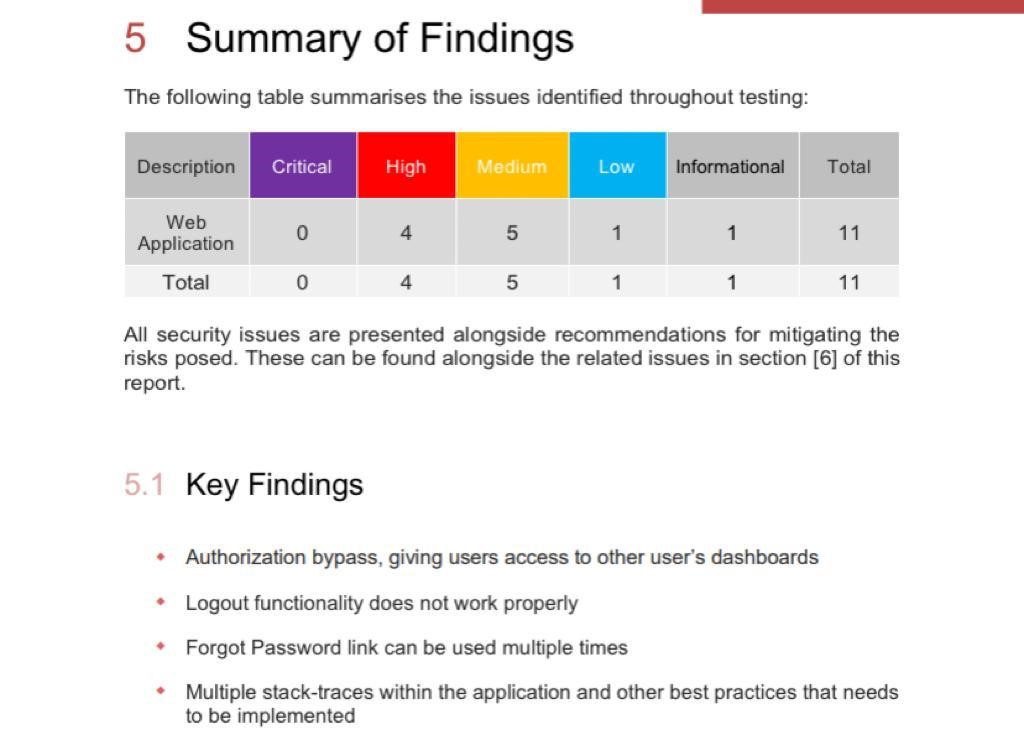 5 Summary of Findings
The following table summarises the issues identified throughout testing:
Description Critical High Medium Low Informational Total
Web
Application 0 4 5 1 1 11
Total 0 4 5 1 1 11
All security issues are presented alongside recommendations for mitigating the
risks posed. These can be found alongside the related issues in section [6] of this
report.
5.1 Key Findings
Authorization bypass, giving users access to other user’s dashboards
Logout functionality does not work properly
Forgot Password link can be used multiple times
Multiple stack-traces within the application and other best practices that needs
to be implemented